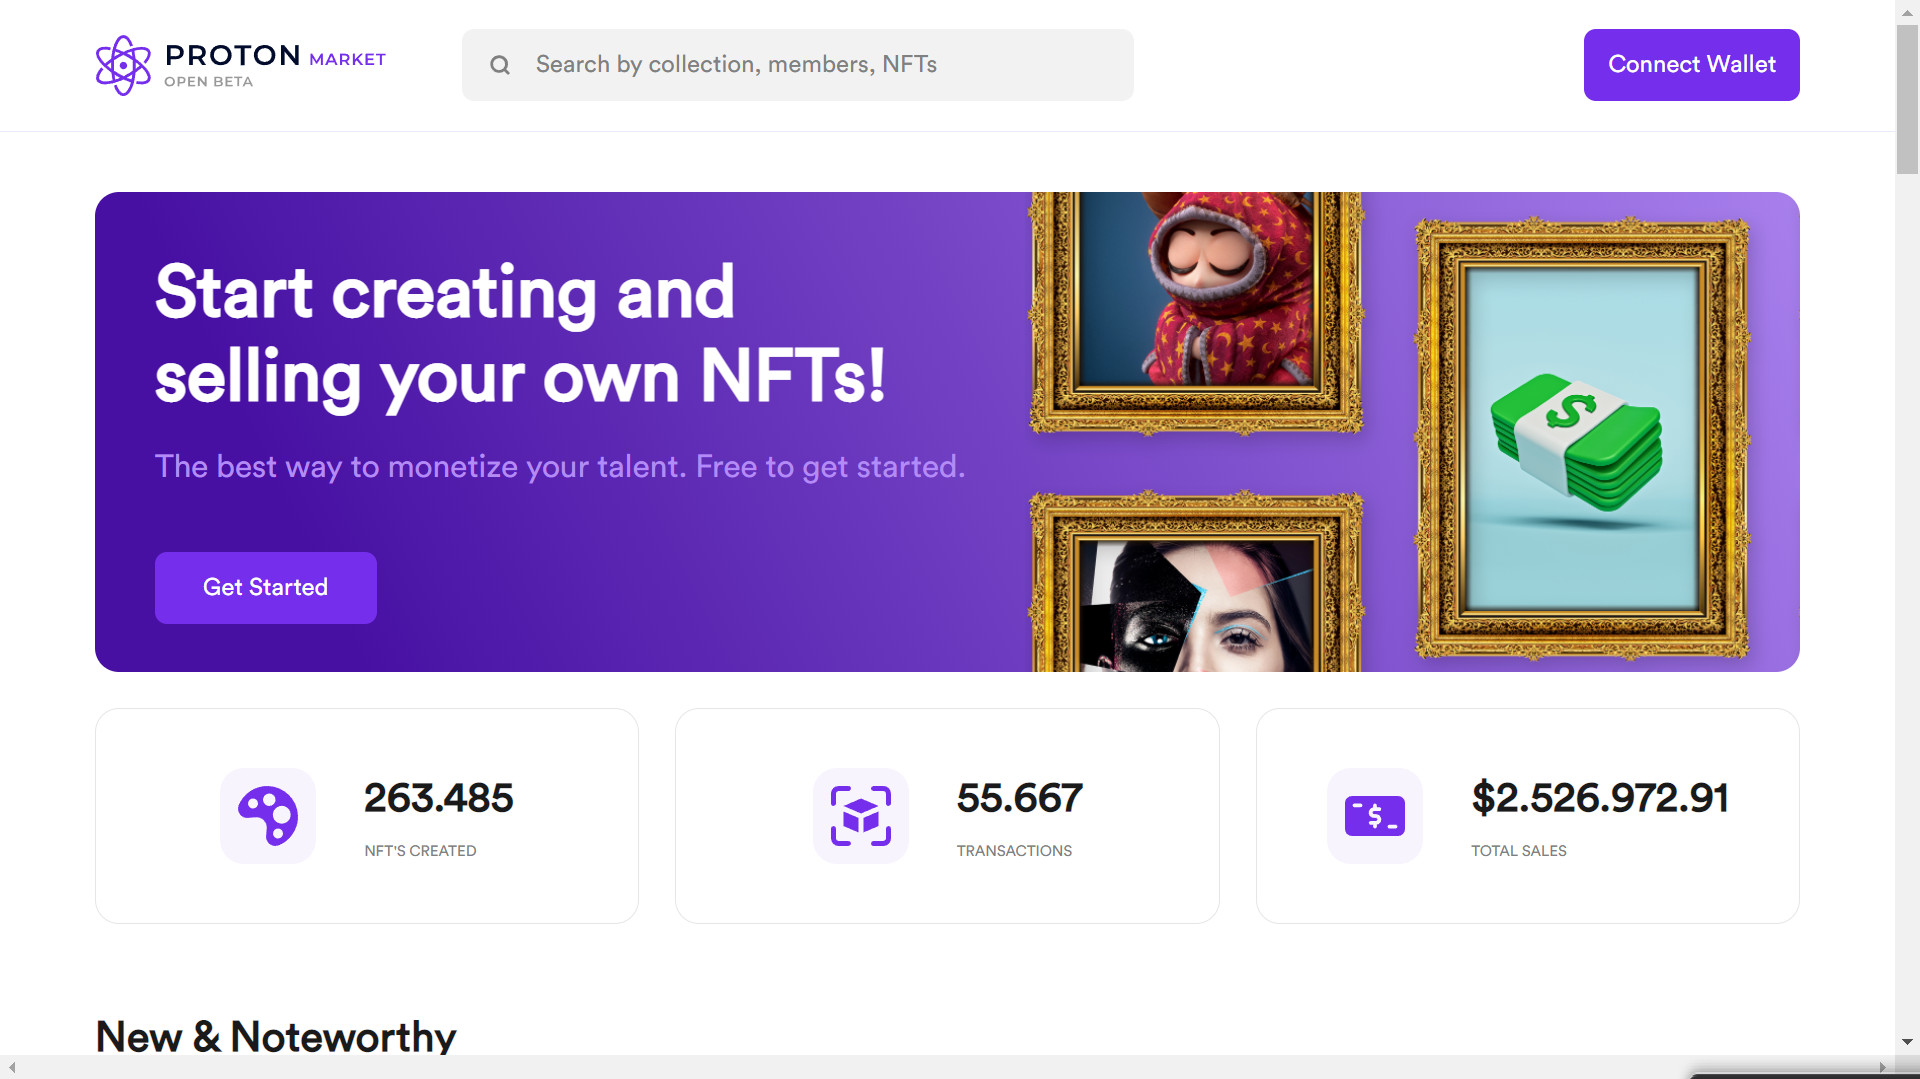 PROTON MARKET
OPEN BETA
Search by collection, members, NFTs
Connect Wallet
Start creating and
selling your own NFTs!
The best way to monetize your talent. Free to get started.
Get Started
$
263.485
NFT'S CREATED
55.667
TRANSACTIONS
$
$2.526.972.91
TOTAL SALES
New & Noteworthy